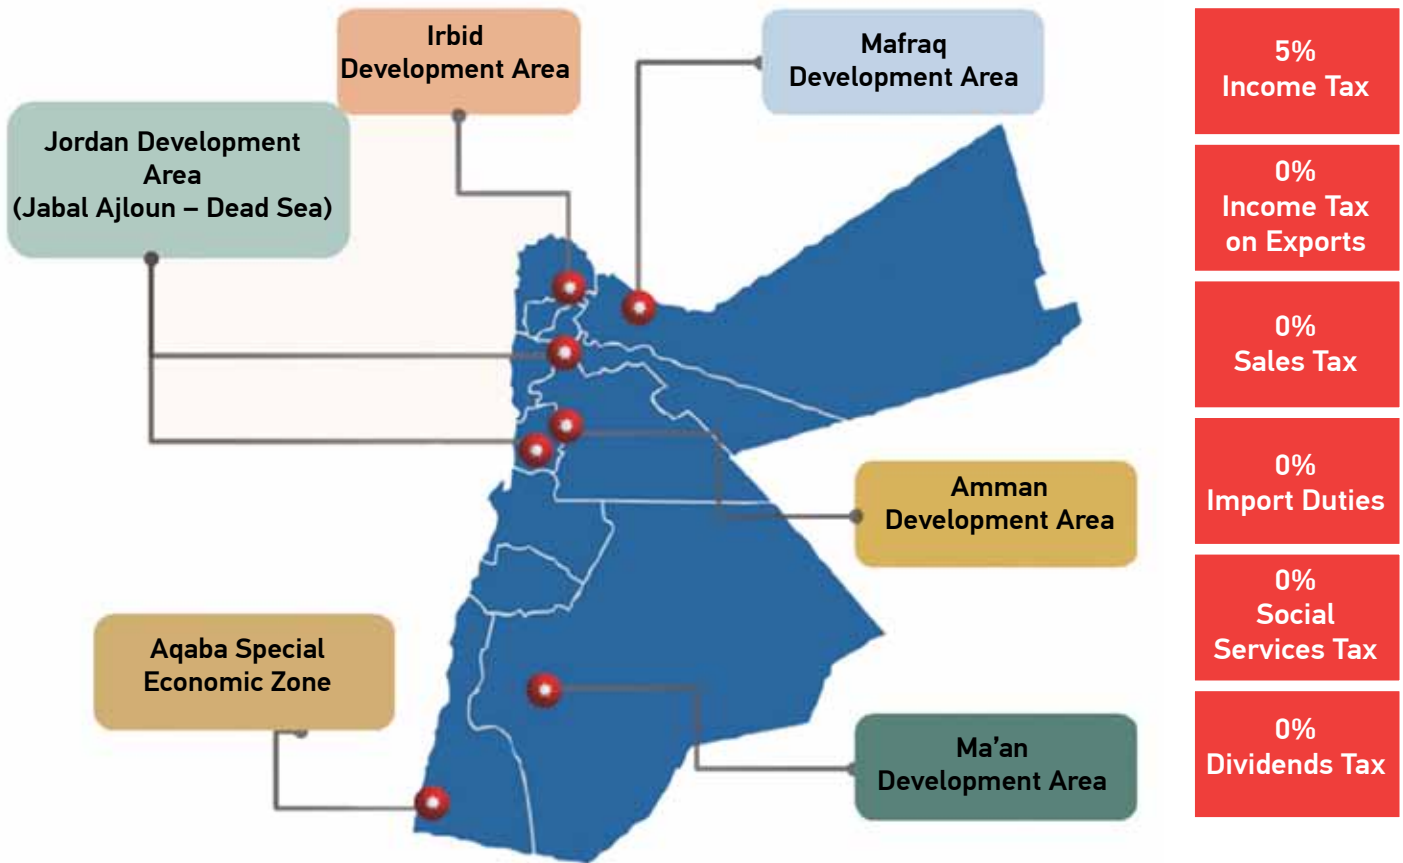 Irbid
Development Area
Mafraq
Development Area
Jordan Development
Area
(Jabal Ajloun – Dead Sea)
Amman
Development Area
Aqaba Special
Economic Zone
Ma’an
Development Area
5%
Income Tax
0%
Income Tax
on Exports
0%
Sales Tax
0%
Import Duties
0%
Social
Services Tax
0%
Dividends Tax